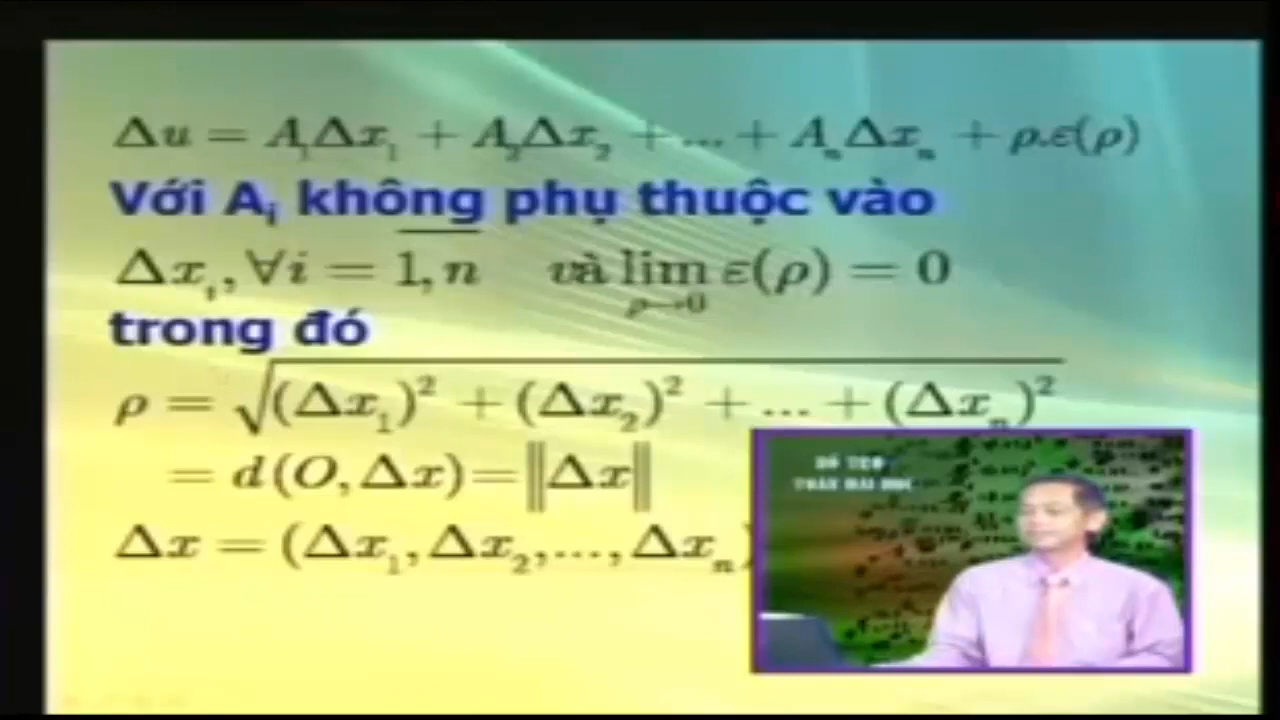 Δu = A₁Δx₁ + A₂Δx₂ + ... + AₙΔxₙ + ρ.ε(ρ)
Với Aᵢ không phụ thuộc vào
Δxᵢ, ∀i = 1,n̅ và lim ε(ρ) = 0
ρ→0
trong đó
ρ = √((Δx₁)² + (Δx₂)² + ... + (Δxₙ)²)
= d(O, Δx) = ‖Δx‖
Δx = (Δx₁, Δx₂, ..., Δxₙ)